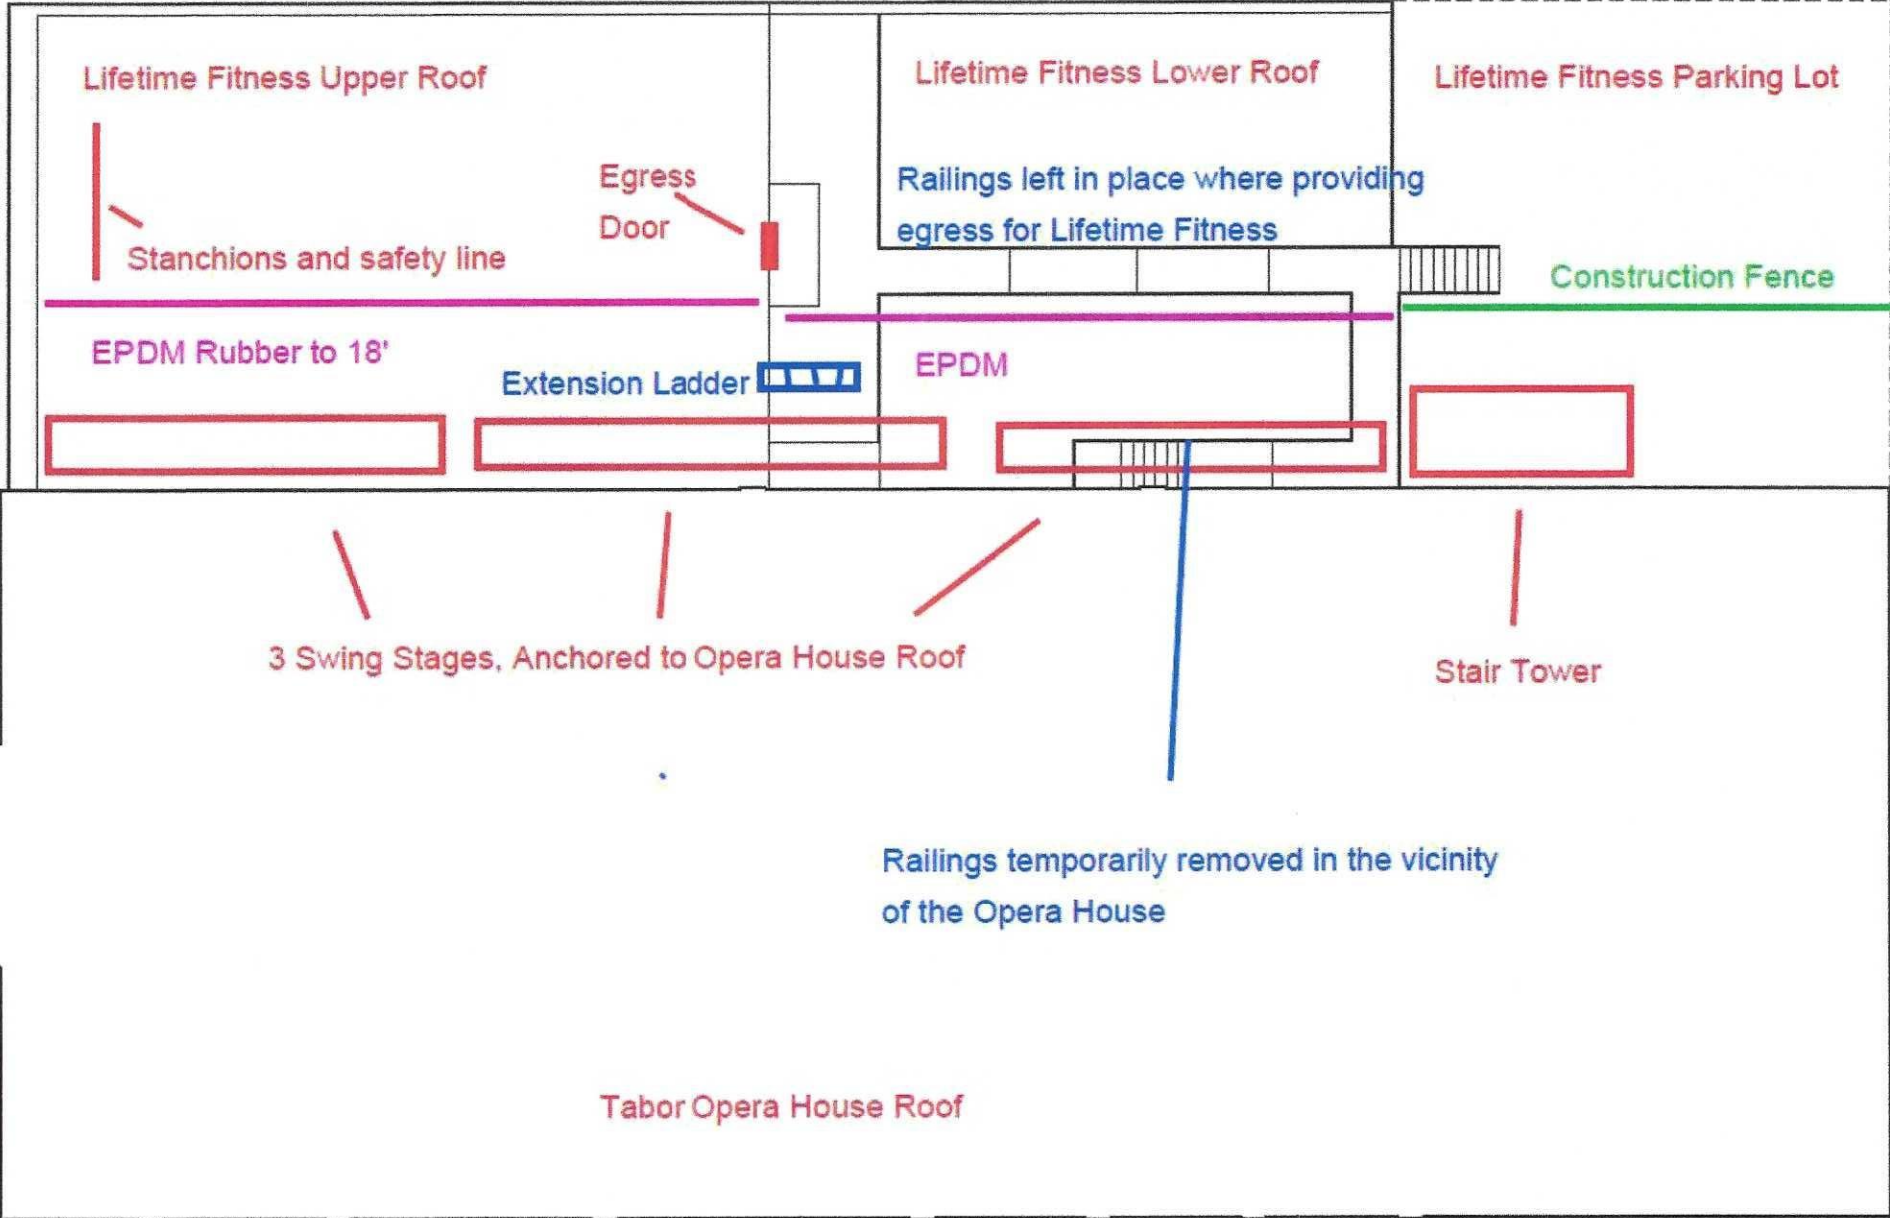 Lifetime Fitness Upper Roof
Lifetime Fitness Lower Roof
Lifetime Fitness Parking Lot
Egress
Door
Railings left in place where providing
egress for Lifetime Fitness
Stanchions and safety line
Construction Fence
EPDM Rubber to 18'
Extension Ladder
EPDM
3 Swing Stages, Anchored to Opera House Roof
Stair Tower
Railings temporarily removed in the vicinity
of the Opera House
Tabor Opera House Roof